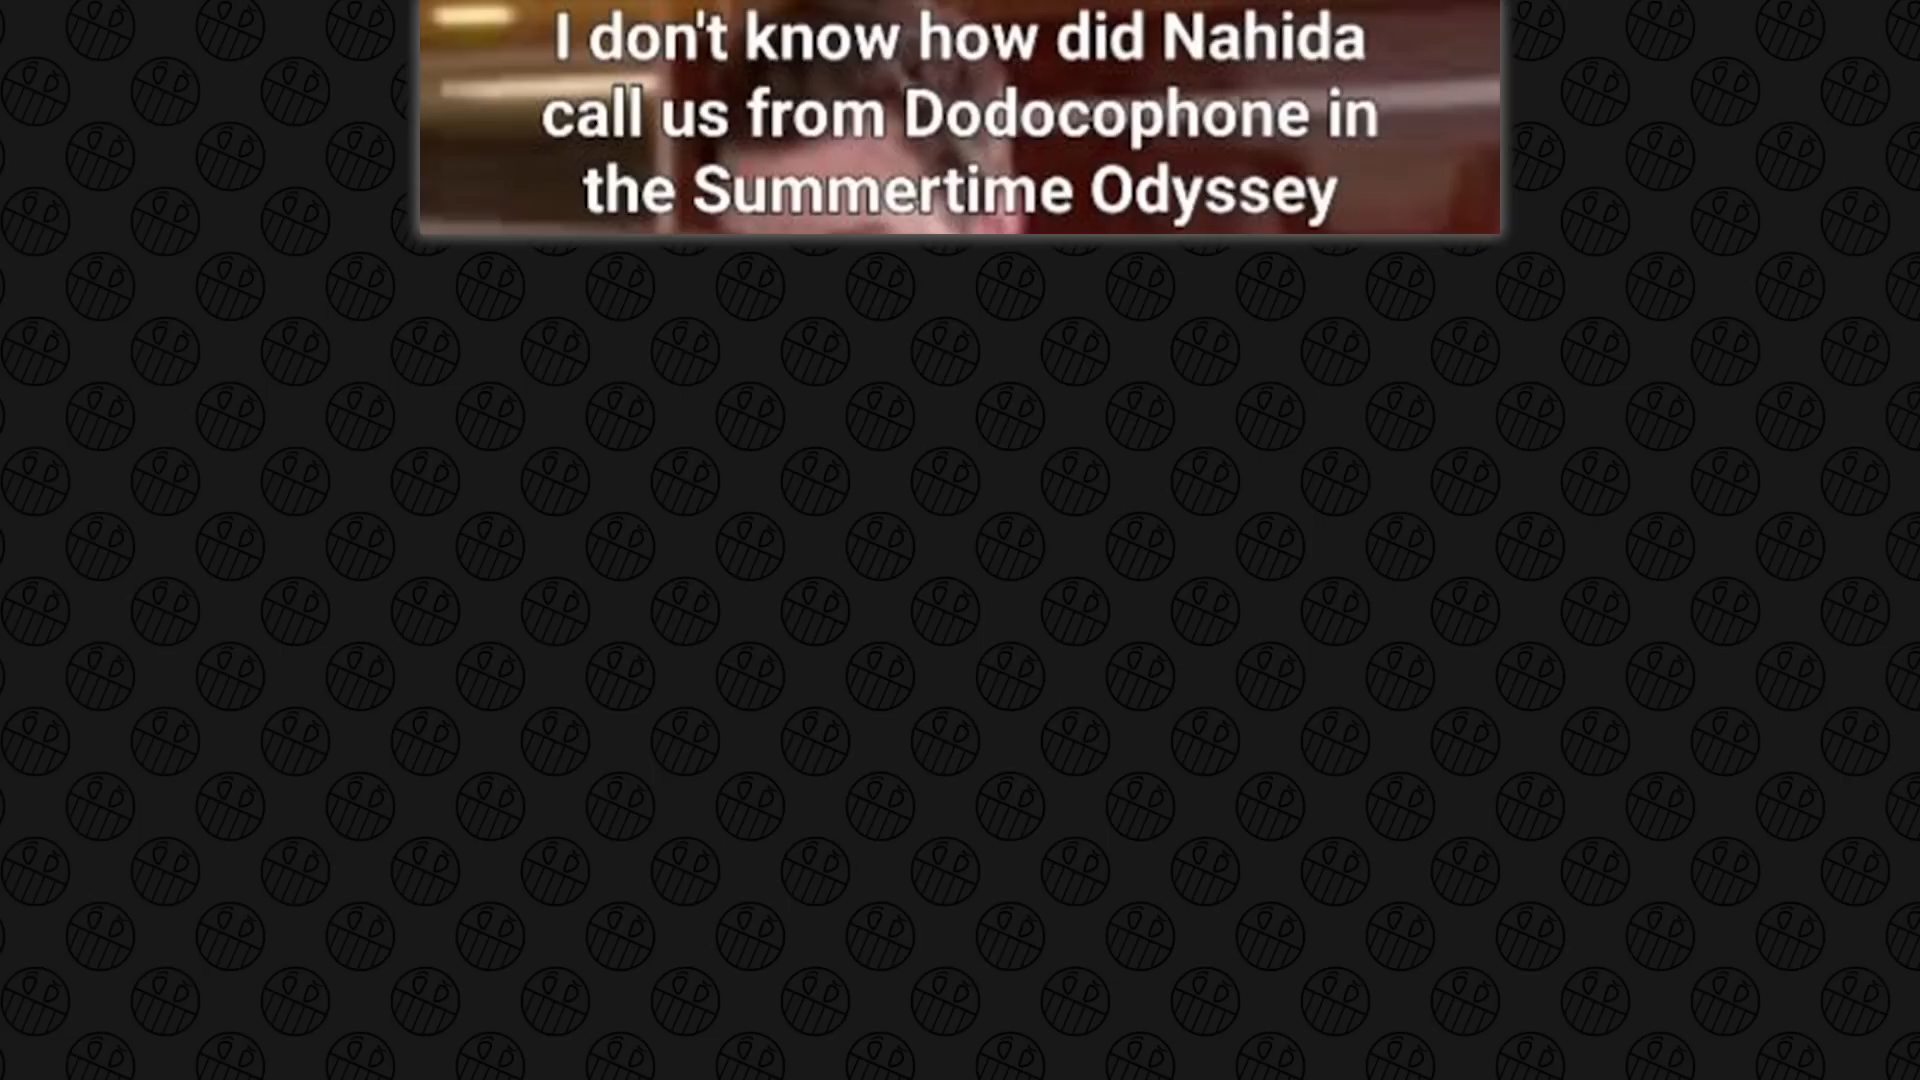 I don't know how did Nahida
call us from Dodocophone in
the Summertime Odyssey